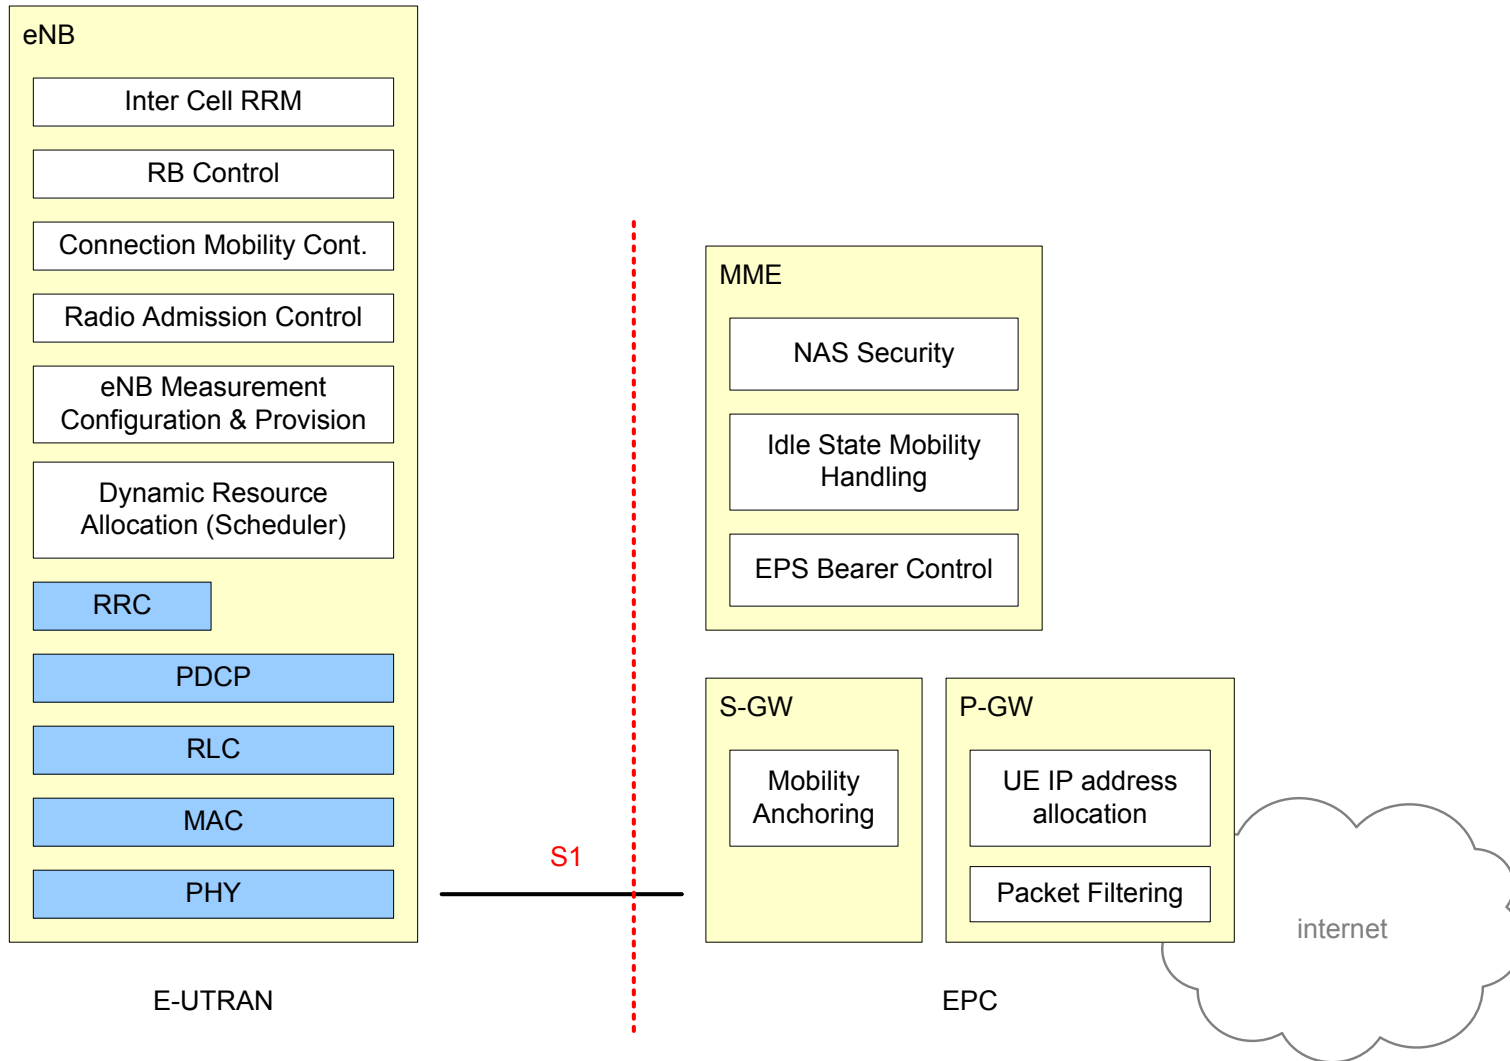 eNB
Inter Cell RRM
RB Control
Connection Mobility Cont.
Radio Admission Control
eNB Measurement
Configuration & Provision
Dynamic Resource
Allocation (Scheduler)
RRC
PDCP
RLC
MAC
PHY
E-UTRAN
S1
MME
NAS Security
Idle State Mobility
Handling
EPS Bearer Control
S-GW
Mobility
Anchoring
P-GW
UE IP address
allocation
Packet Filtering
internet
EPC